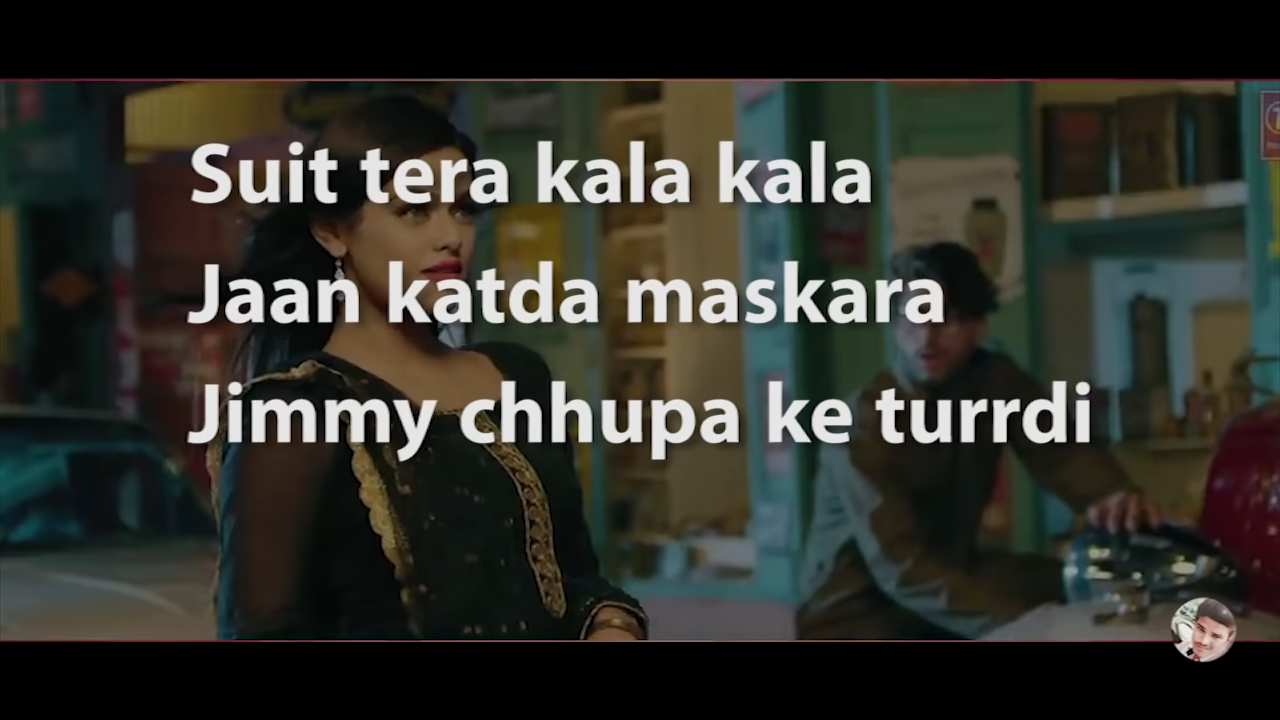 Suit tera kala kala
Jaan katda maskara
Jimmy chhupa ke turrdi